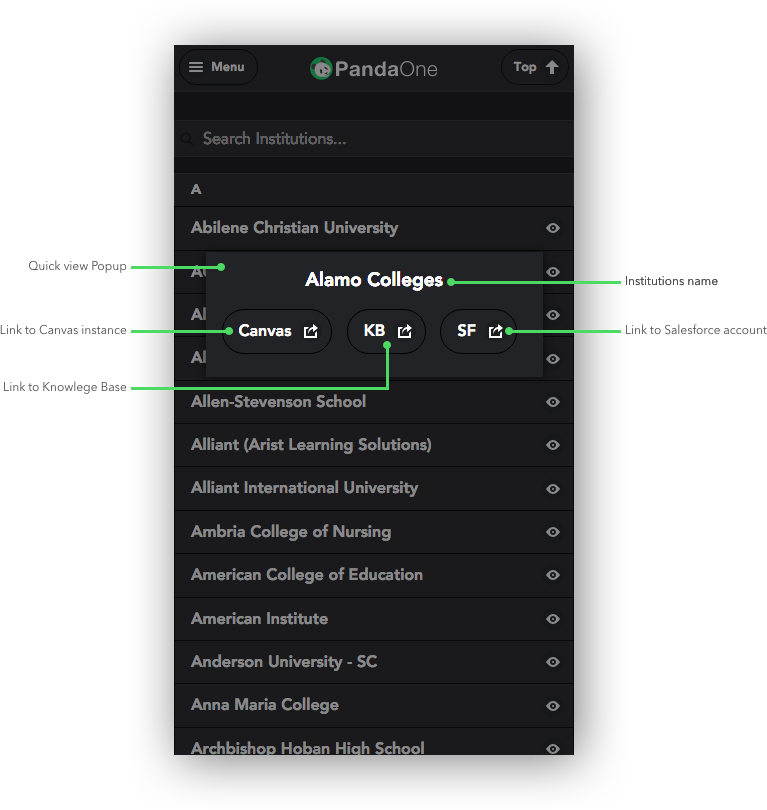 Menu
PandaOne
Top
Search Institutions...
A
Abilene Christian University
Quick view Popup
Alamo Colleges
Institutions name
Link to Canvas instance
Canvas
KB
SF
Link to Salesforce account
Link to Knowlege Base
Allen-Stevenson School
Alliant (Arist Learning Solutions)
Alliant International University
Ambria College of Nursing
American College of Education
American Institute
Anderson University - SC
Anna Maria College
Archbishop Hoban High School